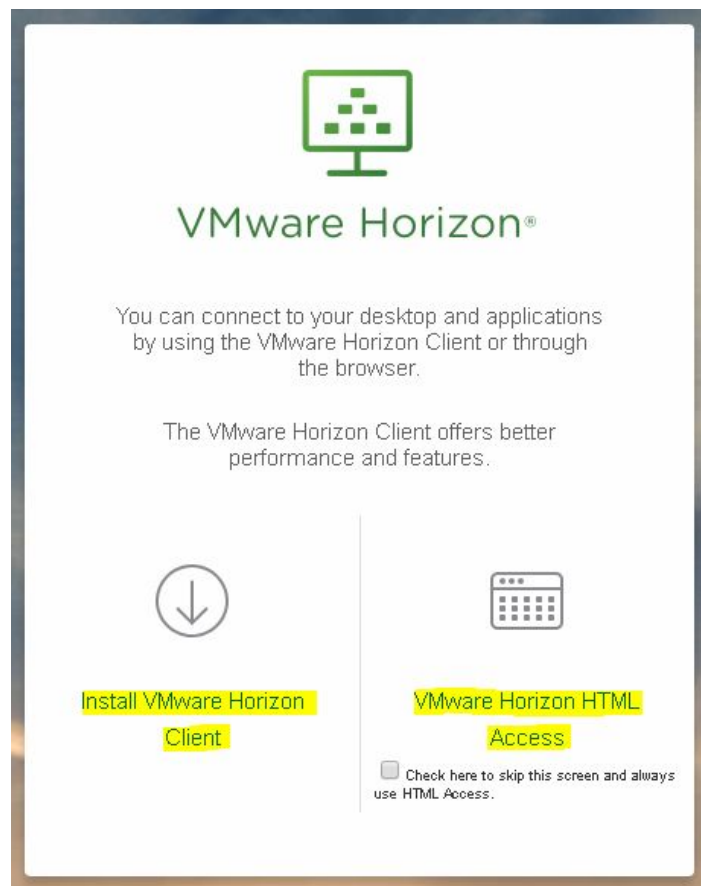 VMware Horizon®
You can connect to your desktop and applications
by using the VMware Horizon Client or through
the browser.
The VMware Horizon Client offers better
performance and features.
Install VMware Horizon
Client
VMware Horizon HTML
Access
Check here to skip this screen and always
use HTML Access.